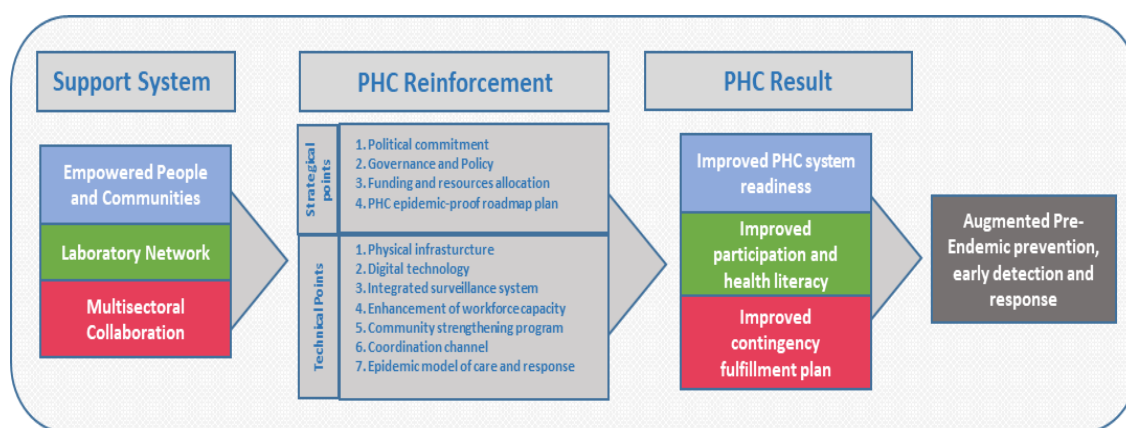 Support System
PHC Reinforcement
PHC Result
Empowered People
and Communities
Laboratory Network
Multisectoral
Collaboration
Strategical
points
1. Political commitment
2. Governance and Policy
3. Funding and resources allocation
4. PHC epidemic-proof roadmap plan
Technical Points
1. Physical infrasturcture
2. Digital technology
3. Integrated surveillance system
4. Enhancement of workforce capacity
5. Community strengthening program
6. Coordination channel
7. Epidemic model of care and response
Improved PHC system
readiness
Improved
participation and
health literacy
Improved
contingency
fulfillment plan
Augmented Pre-
Endemic prevention,
early detection and
response